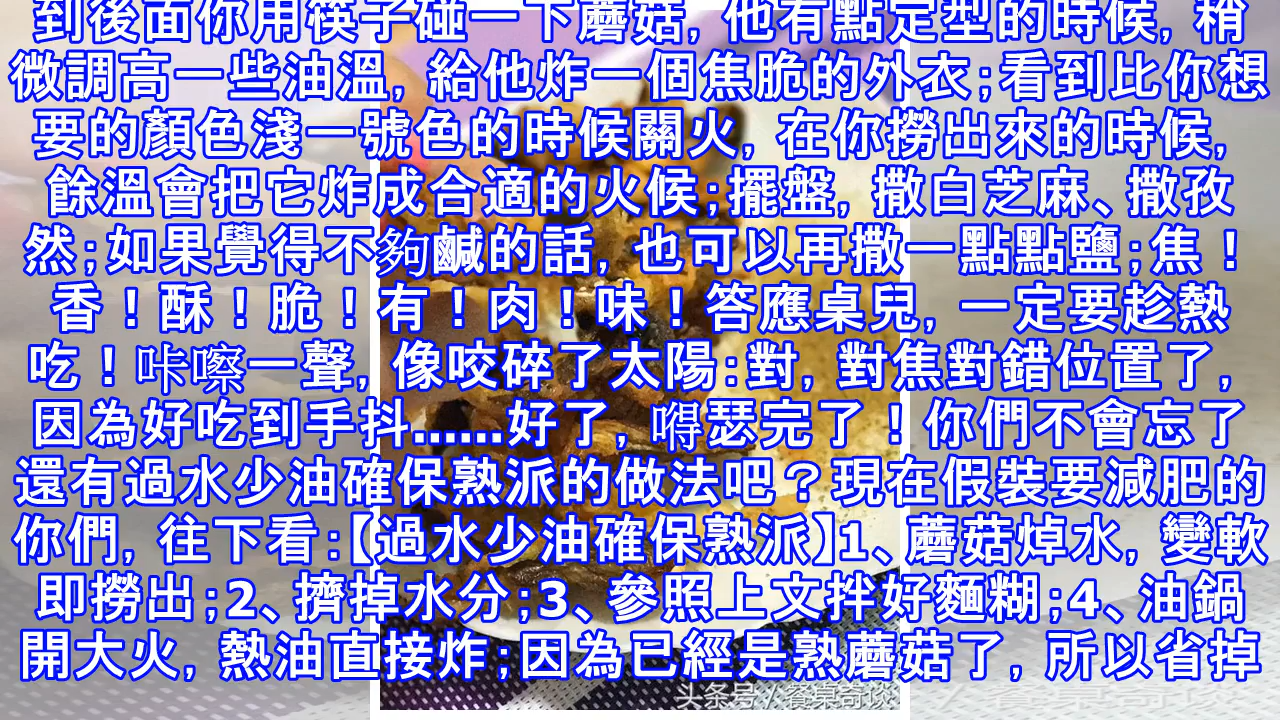 到後面你用筷子碰一下蘑菇, 他有點定型的時候, 稍
微調高一些油溫, 給他炸一個焦脆的外衣;看到比你想
要的顏色淺一號色的時候關火, 在你撈出來的時候,
餘溫會把它炸成合適的火候;擺盤, 撒白芝麻、撒孜
然;如果覺得不夠鹹的話, 也可以再撒一點點鹽;焦！
香！酥！脆！有！肉！味！答應桌兒, 一定要趁熱
吃！咔嚓一聲, 像咬碎了太陽:對, 對焦對錯位置了,
因為好吃到手抖......好了, 嘚瑟完了！你們不會忘了
還有過水少油確保熟派的做法吧？現在假裝要減肥的
你們, 往下看:【過水少油確保熟派】1、蘑菇焯水, 變軟
即撈出;2、擠掉水分;3、參照上文拌好麵糊;4、油鍋
開大火, 熱油直接炸;因為已經是熟蘑菇了, 所以省掉
头条号 / 餐桌奇谈